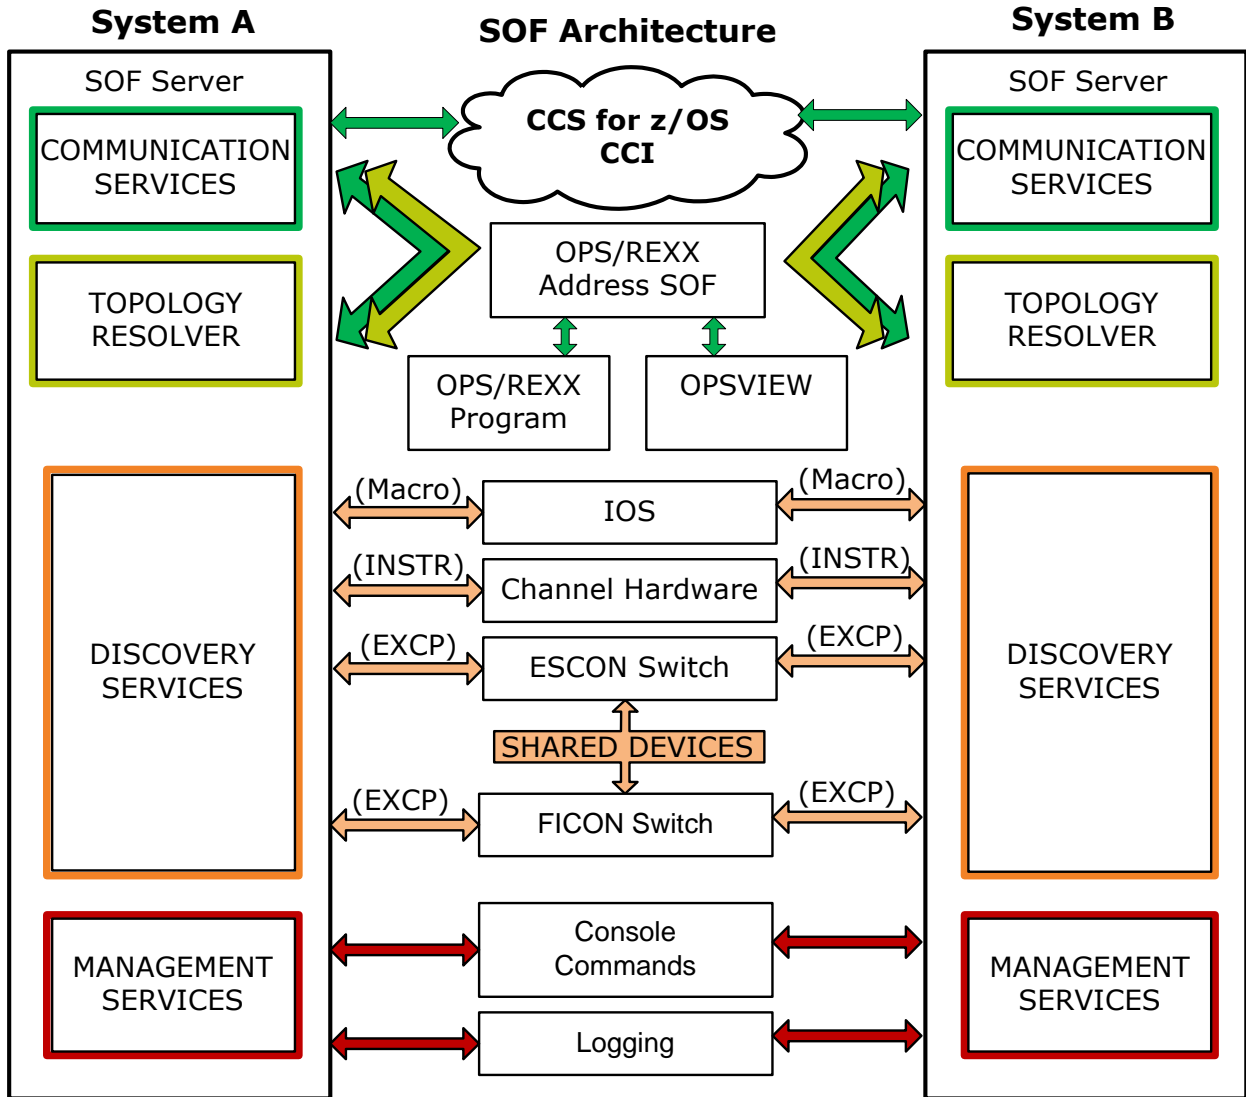 System A
SOF Architecture
System B
SOF Server
COMMUNICATION
SERVICES
TOPOLOGY
RESOLVER
DISCOVERY
SERVICES
MANAGEMENT
SERVICES
CCS for z/OS
CCI
OPS/REXX
Address SOF
OPS/REXX
Program
OPSVIEW
(Macro)
IOS
(Macro)
(INSTR)
Channel Hardware
(INSTR)
(EXCP)
ESCON Switch
(EXCP)
SHARED DEVICES
(EXCP)
FICON Switch
(EXCP)
Console
Commands
Logging
SOF Server
COMMUNICATION
SERVICES
TOPOLOGY
RESOLVER
DISCOVERY
SERVICES
MANAGEMENT
SERVICES